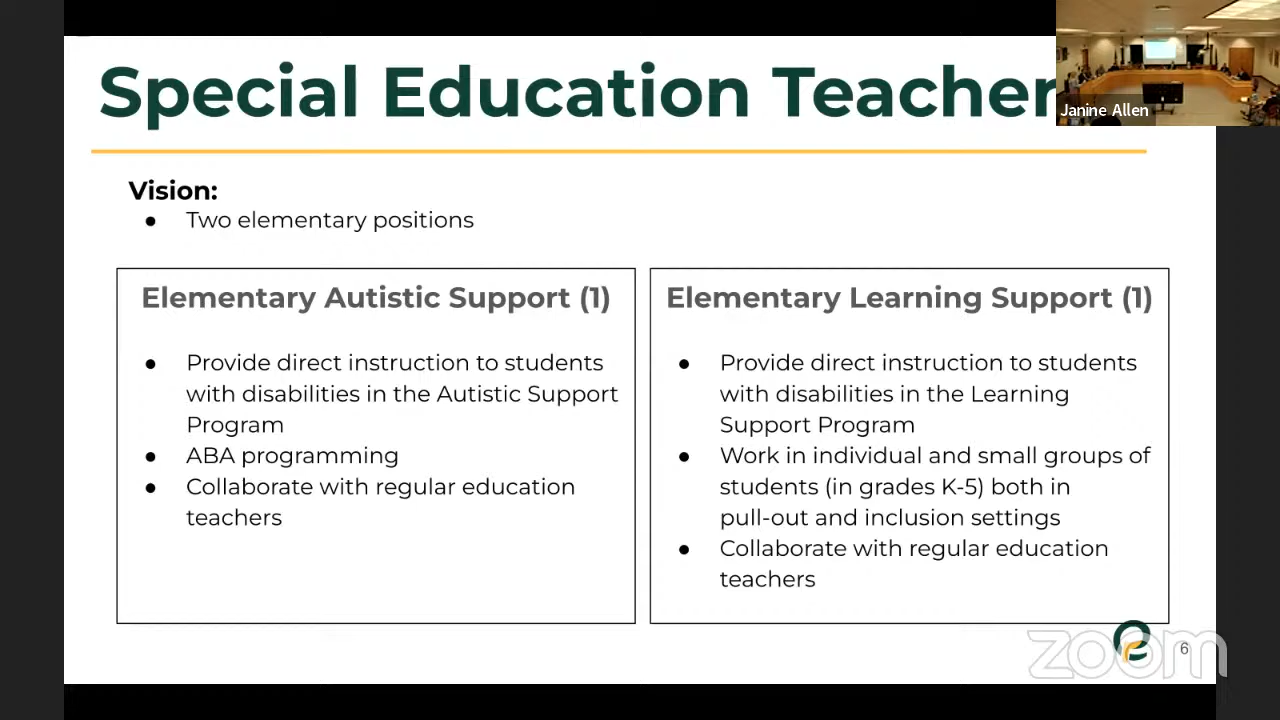 Special Education Teacher
Janine Allen
Vision:
● Two elementary positions
Elementary Autistic Support (1)
● Provide direct instruction to students
with disabilities in the Autistic Support
Program
● ABA programming
● Collaborate with regular education
teachers
Elementary Learning Support (1)
● Provide direct instruction to students
with disabilities in the Learning
Support Program
● Work in individual and small groups of
students (in grades K-5) both in
pull-out and inclusion settings
● Collaborate with regular education
teachers
zoom
6